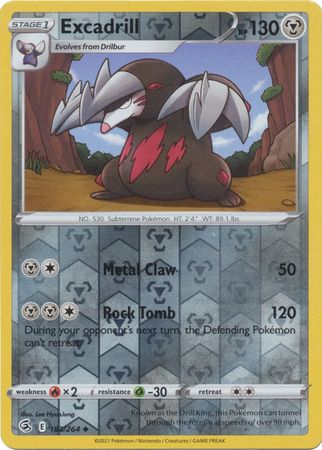 STAGE 1
Excadrill
HP 130
Evolves from Drilbur
NO. 530 Subterrene Pokémon HT: 2'4" WT: 89.1 lbs.
Metal Claw 50
Rock Tomb 120
During your opponent's next turn, the Defending Pokémon
can't retreat.
weakness ×2 resistance -30 retreat
Illus. Lee HyunJung
Known as the Drill King, this Pokémon can tunnel
through the terrain at speeds of over 90 mph.
E /264
©2021 Pokémon / Nintendo / Creatures / GAME FREAK